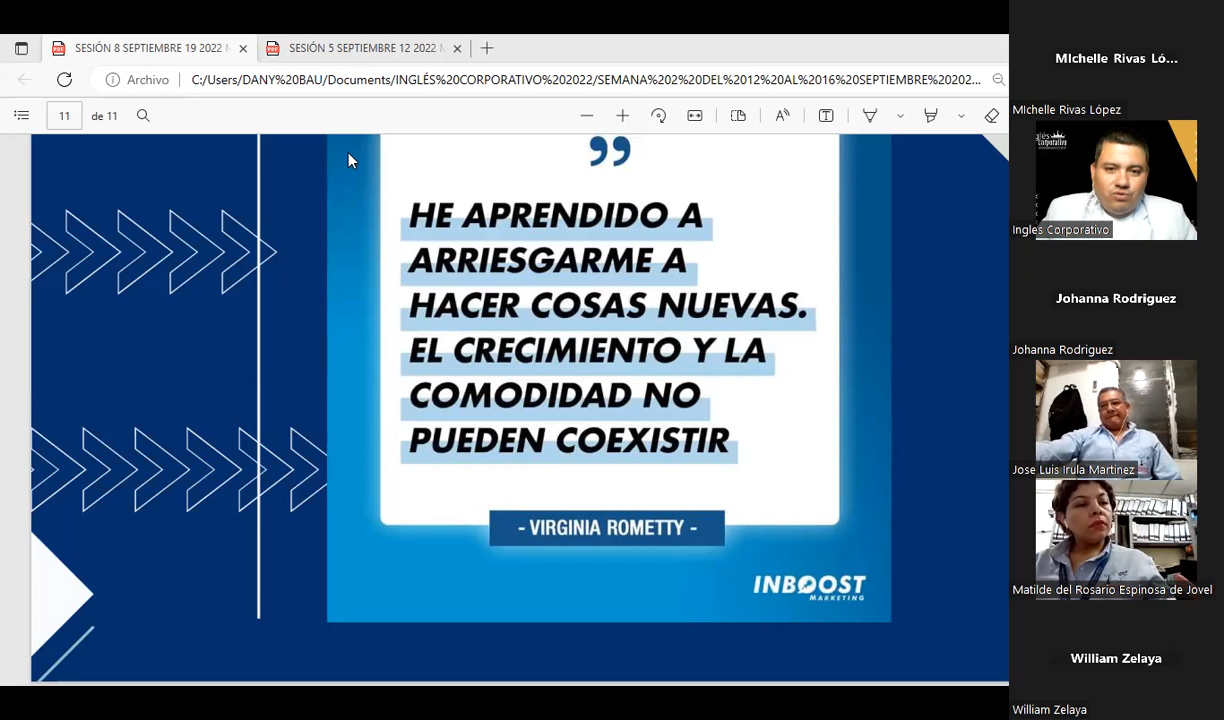 SESIÓN 8 SEPTIEMBRE 19 2022
SESIÓN 5 SEPTIEMBRE 12 2022
Archivo
C:/Users/DANY%20BAU/Documents/INGLÉS%20CORPORATIVO%202022/SEMANA%202%20DEL%2012%20AL%2016%20SEPTIEMBRE%20202...
11
de 11
”
HE APRENDIDO A
ARRIESGARME A
HACER COSAS NUEVAS.
EL CRECIMIENTO Y LA
COMODIDAD NO
PUEDEN COEXISTIR
- VIRGINIA ROMETTY -
INBOOST
MARKETING
MIchelle Rivas Ló...
MIchelle Rivas López
Ingles Corporativo
Johanna Rodriguez
Johanna Rodriguez
Jose Luis Irula Martinez
Matilde del Rosario Espinosa de Jovel
William Zelaya
William Zelaya